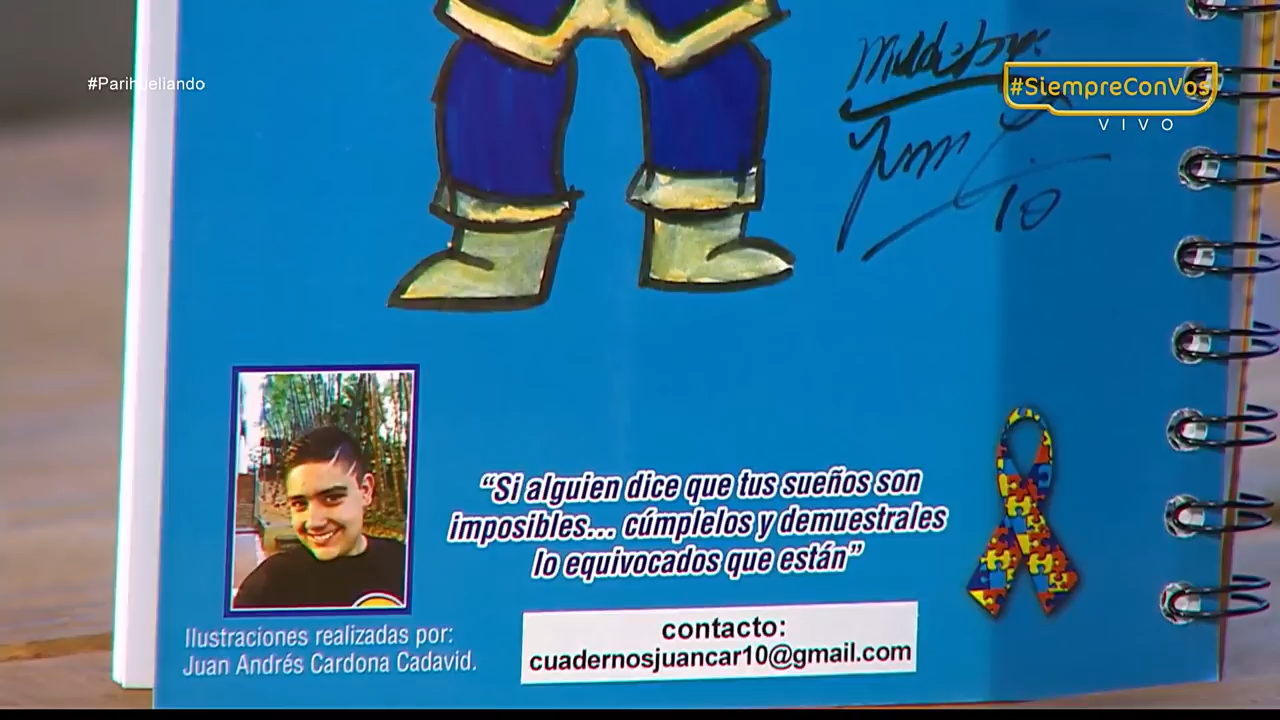 #Parihueliando
#SiempreConVos
VIVO
10
“Si alguien dice que tus sueños son
imposibles... cúmplelos y demuestrales
lo equivocados que están”
Ilustraciones realizadas por:
Juan Andrés Cardona Cadavid.
contacto:
cuadernosjuancar10@gmail.com